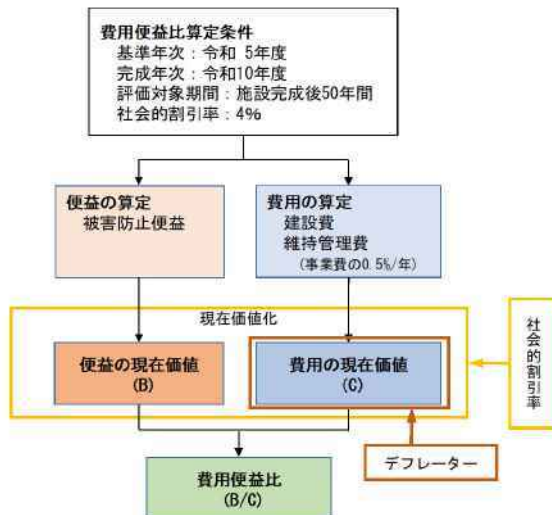 費用便益比算定条件
基準年次：令和 5年度
完成年次：令和10年度
評価対象期間：施設完成後50年間
社会的割引率：4%
便益の算定
被害防止便益
費用の算定
建設費
維持管理費
(事業費の0.5%/年)
現在価値化
便益の現在価値
(B)
費用の現在価値
(C)
社会的割引率
デフレーター
費用便益比
(B/C)